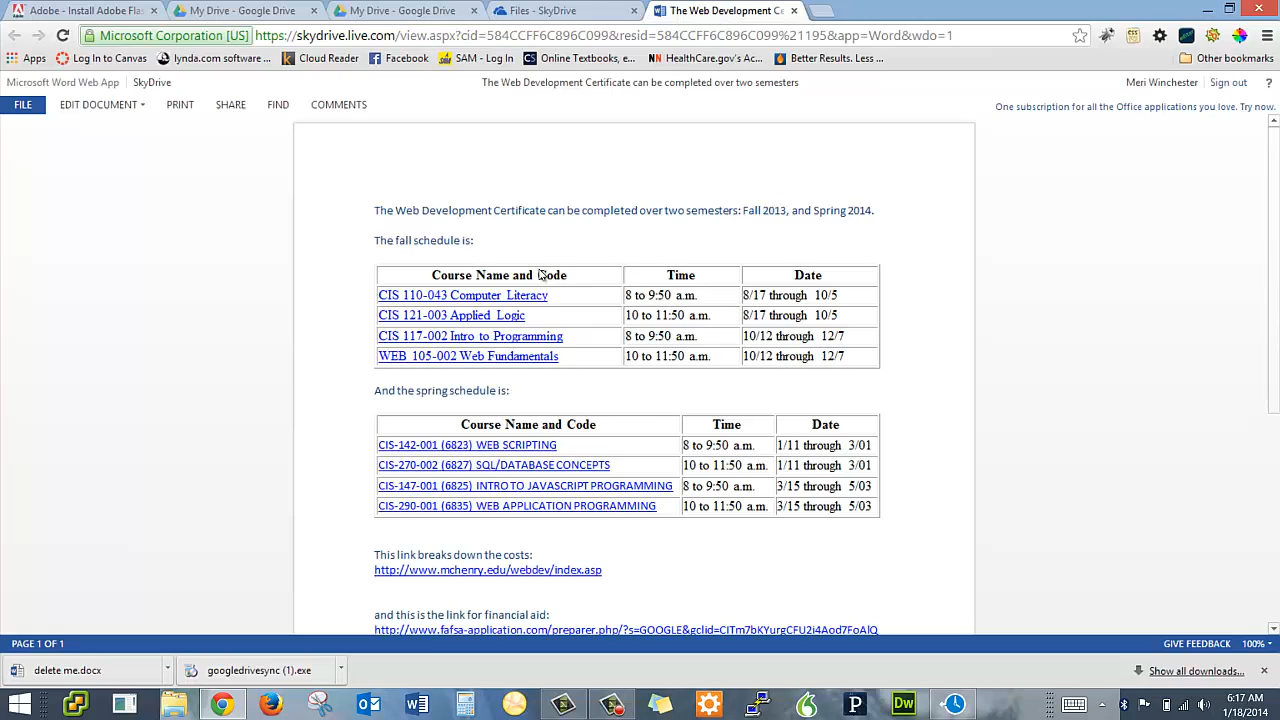 Adobe - Install Adobe Flas × My Drive - Google Drive × My Drive - Google Drive × Files - SkyDrive × The Web Development Ce ×
Microsoft Corporation [US] https://skydrive.live.com/view.aspx?cid=584CCFF6C896C099&resid=584CCFF6C896C099%21195&app=Word&wdo=1
Apps Log In to Canvas lynda.com software ... Cloud Reader Facebook SAM - Log In Online Textbooks, e... HealthCare.gov's Ac... Better Results. Less ... Other bookmarks
Microsoft Word Web App SkyDrive The Web Development Certificate can be completed over two semesters Meri Winchester Sign out ?
FILE EDIT DOCUMENT PRINT SHARE FIND COMMENTS One subscription for all the Office applications you love. Try now.
The Web Development Certificate can be completed over two semesters: Fall 2013, and Spring 2014.
The fall schedule is:
Course Name and Code Time Date
CIS 110-043 Computer Literacy 8 to 9:50 a.m. 8/17 through 10/5
CIS 121-003 Applied Logic 10 to 11:50 a.m. 8/17 through 10/5
CIS 117-002 Intro to Programming 8 to 9:50 a.m. 10/12 through 12/7
WEB 105-002 Web Fundamentals 10 to 11:50 a.m. 10/12 through 12/7
And the spring schedule is:
Course Name and Code Time Date
CIS-142-001 (6823) WEB SCRIPTING 8 to 9:50 a.m. 1/11 through 3/01
CIS-270-002 (6827) SQL/DATABASE CONCEPTS 10 to 11:50 a.m. 1/11 through 3/01
CIS-147-001 (6825) INTRO TO JAVASCRIPT PROGRAMMING 8 to 9:50 a.m. 3/15 through 5/03
CIS-290-001 (6835) WEB APPLICATION PROGRAMMING 10 to 11:50 a.m. 3/15 through 5/03
This link breaks down the costs:
http://www.mchenry.edu/webdev/index.asp
and this is the link for financial aid:
http://www.fafsa-application.com/preparer.php/?s=GOOGLE&gclid=CITm7bKYurgCFU2i4Aod7FoAlQ
PAGE 1 OF 1 GIVE FEEDBACK 100%
delete me.docx googledrivesync (1).exe Show all downloads...
6:17 AM
1/18/2014